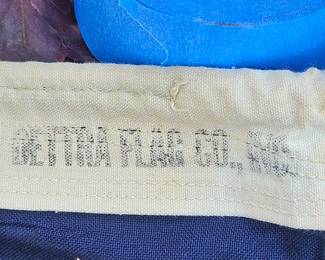 DETTRA FLAG CO., INC.